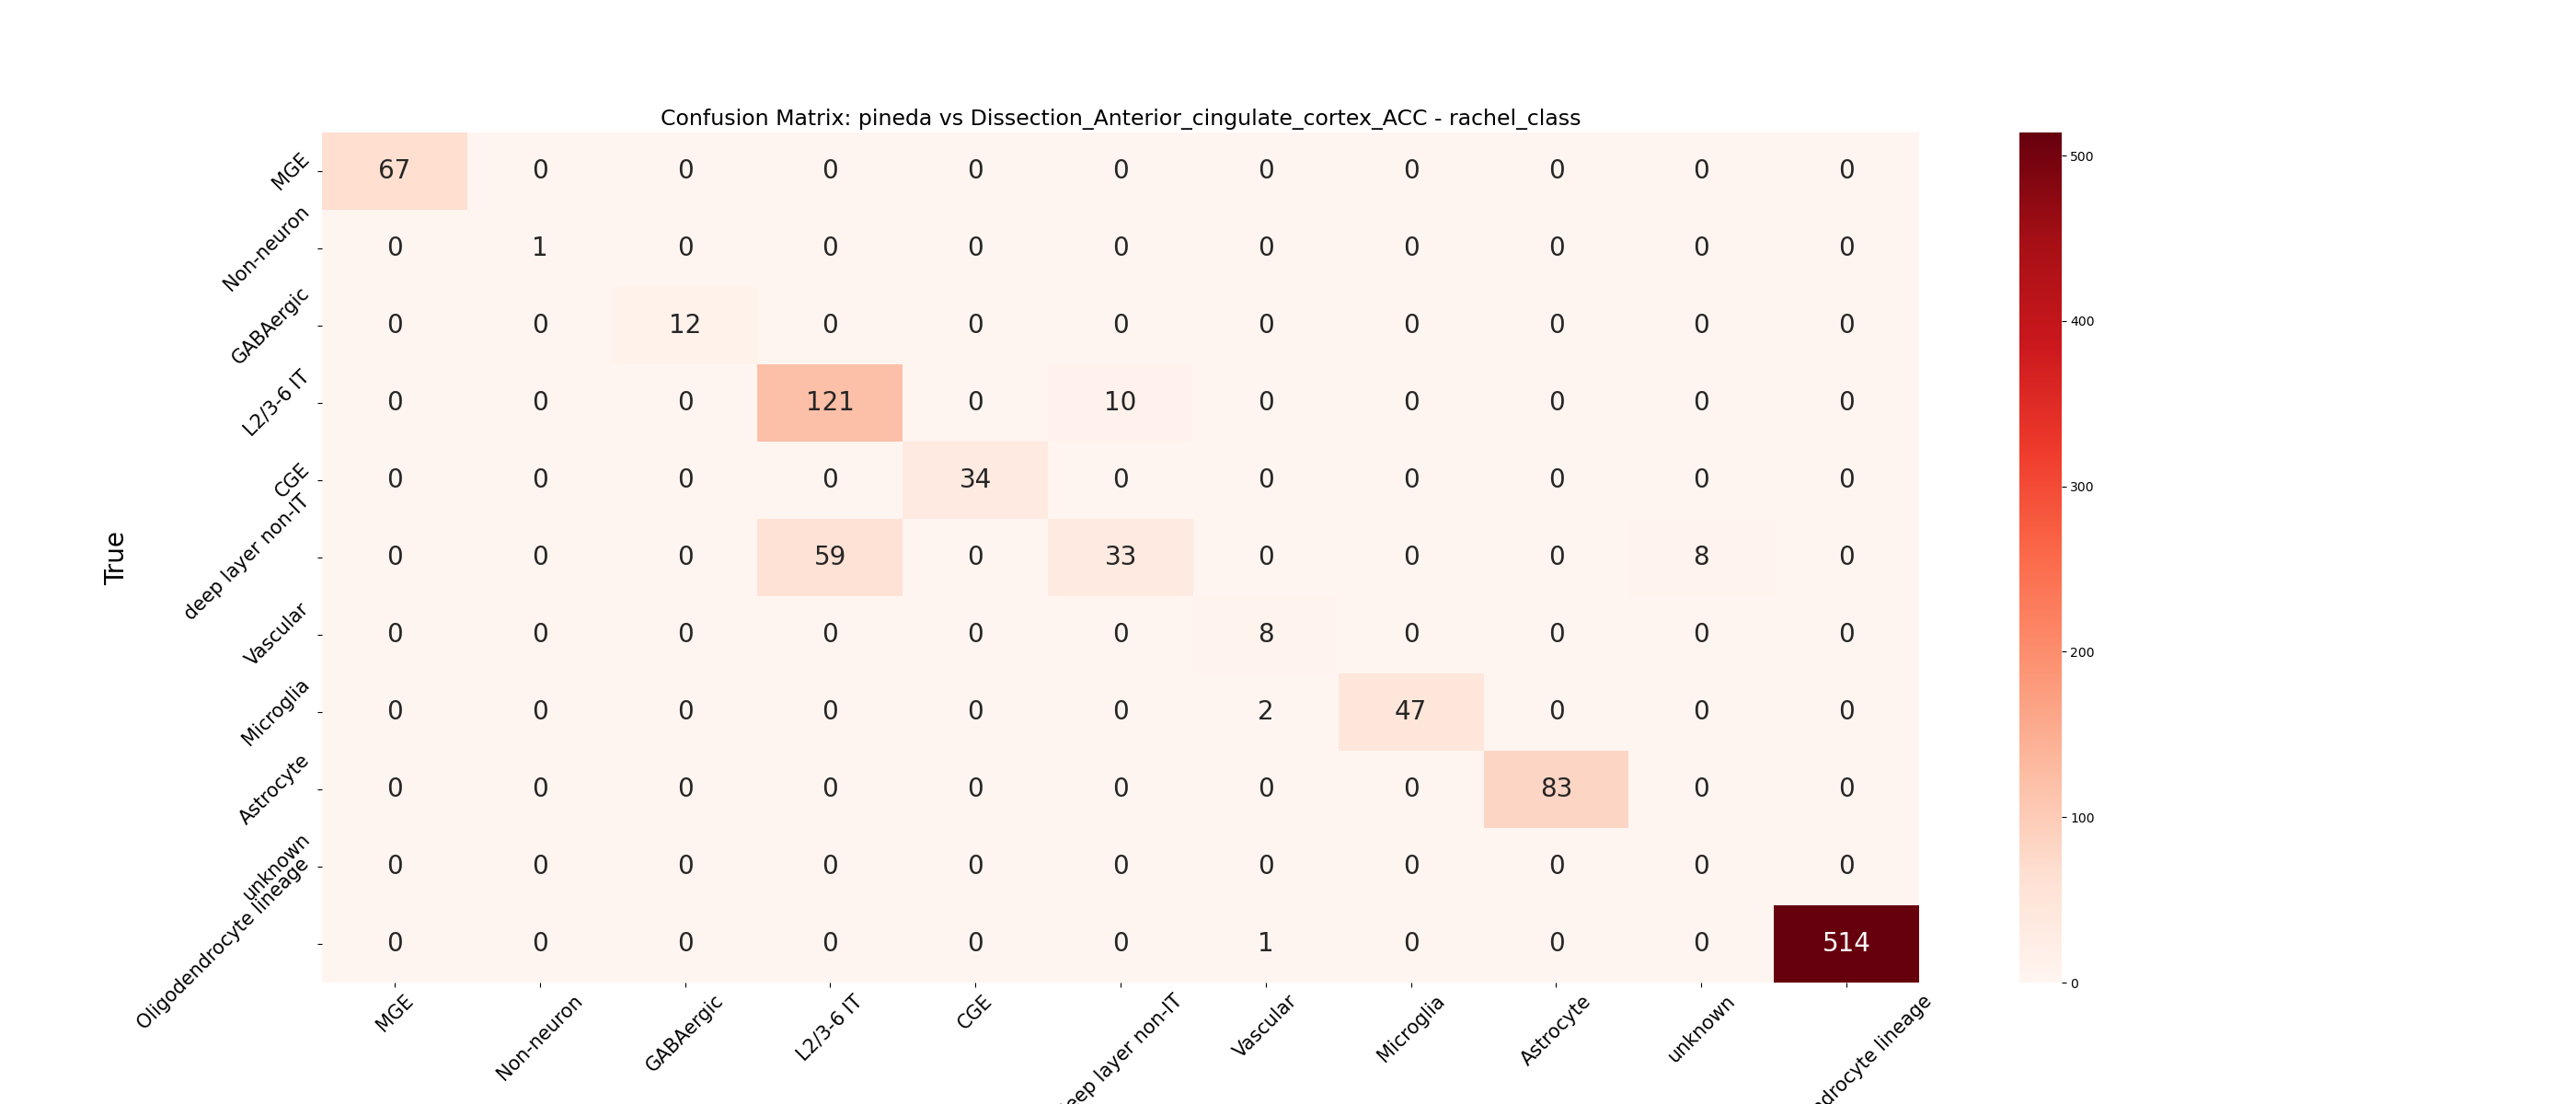 Confusion Matrix: pineda vs Dissection_Anterior_cingulate_cortex_ACC - rachel_class
True
MGE 67 0 0 0 0 0 0 0 0 0 0
Non-neuron 0 1 0 0 0 0 0 0 0 0 0
GABAergic 0 0 12 0 0 0 0 0 0 0 0
L2/3-6 IT 0 0 0 121 0 10 0 0 0 0 0
CGE 0 0 0 0 34 0 0 0 0 0 0
deep layer non-IT 0 0 0 59 0 33 0 0 0 8 0
Vascular 0 0 0 0 0 0 8 0 0 0 0
Microglia 0 0 0 0 0 0 2 47 0 0 0
Astrocyte 0 0 0 0 0 0 0 0 83 0 0
unknown 0 0 0 0 0 0 0 0 0 0 0
Oligodendrocyte lineage 0 0 0 0 0 0 1 0 0 0 514
MGE Non-neuron GABAergic L2/3-6 IT CGE eep layer non-IT Vascular Microglia Astrocyte unknown ndrocyte lineage
500
400
300
200
100
0